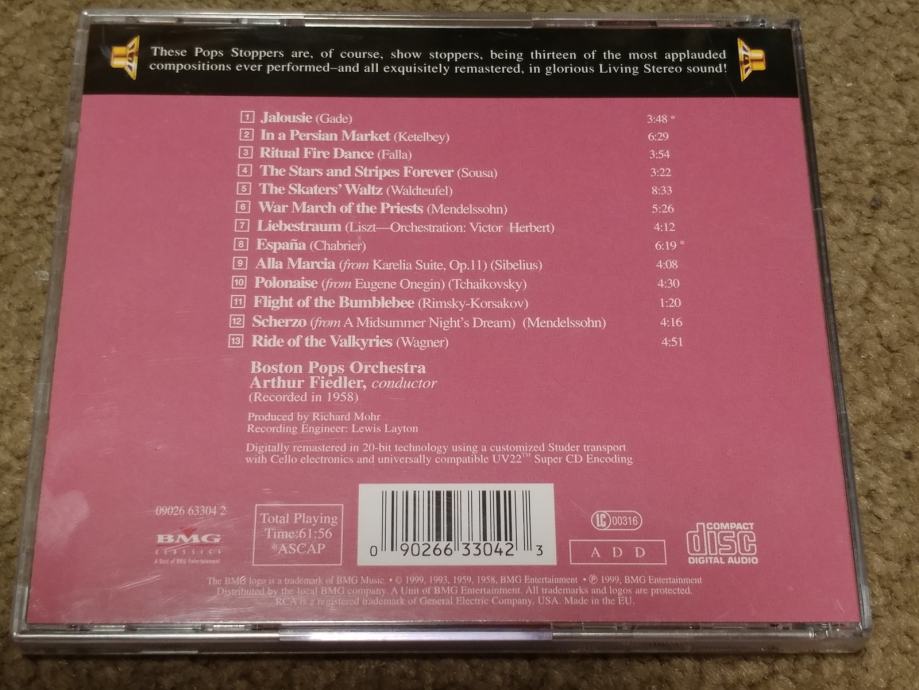 These Pops Stoppers are, of course, show stoppers, being thirteen of the most applauded
compositions ever performed–and all exquisitely remastered, in glorious Living Stereo sound!
1 Jalousie (Gade) 3:48 *
2 In a Persian Market (Ketelbey) 6:29
3 Ritual Fire Dance (Falla) 3:54
4 The Stars and Stripes Forever (Sousa) 3:22
5 The Skaters' Waltz (Waldteufel) 8:33
6 War March of the Priests (Mendelssohn) 5:26
7 Liebestraum (Liszt—Orchestration: Victor Herbert) 4:12
8 España (Chabrier) 6:19 *
9 Alla Marcia (from Karelia Suite, Op.11) (Sibelius) 4:08
10 Polonaise (from Eugene Onegin) (Tchaikovsky) 4:30
11 Flight of the Bumblebee (Rimsky-Korsakov) 1:20
12 Scherzo (from A Midsummer Night's Dream) (Mendelssohn) 4:16
13 Ride of the Valkyries (Wagner) 4:51
Boston Pops Orchestra
Arthur Fiedler, conductor
(Recorded in 1958)
Produced by Richard Mohr
Recording Engineer: Lewis Layton
Digitally remastered in 20-bit technology using a customized Studer transport
with Cello electronics and universally compatible UV22™ Super CD Encoding
09026 63304 2
BMG
CLASSICS
A Unit of BMG Entertainment
Total Playing
Time:61:56
*ASCAP
0 90266 33042 3
LC 00316
A D D
COMPACT
disc
DIGITAL AUDIO
The BMG logo is a trademark of BMG Music. • © 1999, 1993, 1959, 1958, BMG Entertainment • ℗ 1999, BMG Entertainment
Distributed by the local BMG company. A Unit of BMG Entertainment. All trademarks and logos are protected.
RCA is a registered trademark of General Electric Company, USA. Made in the EU.